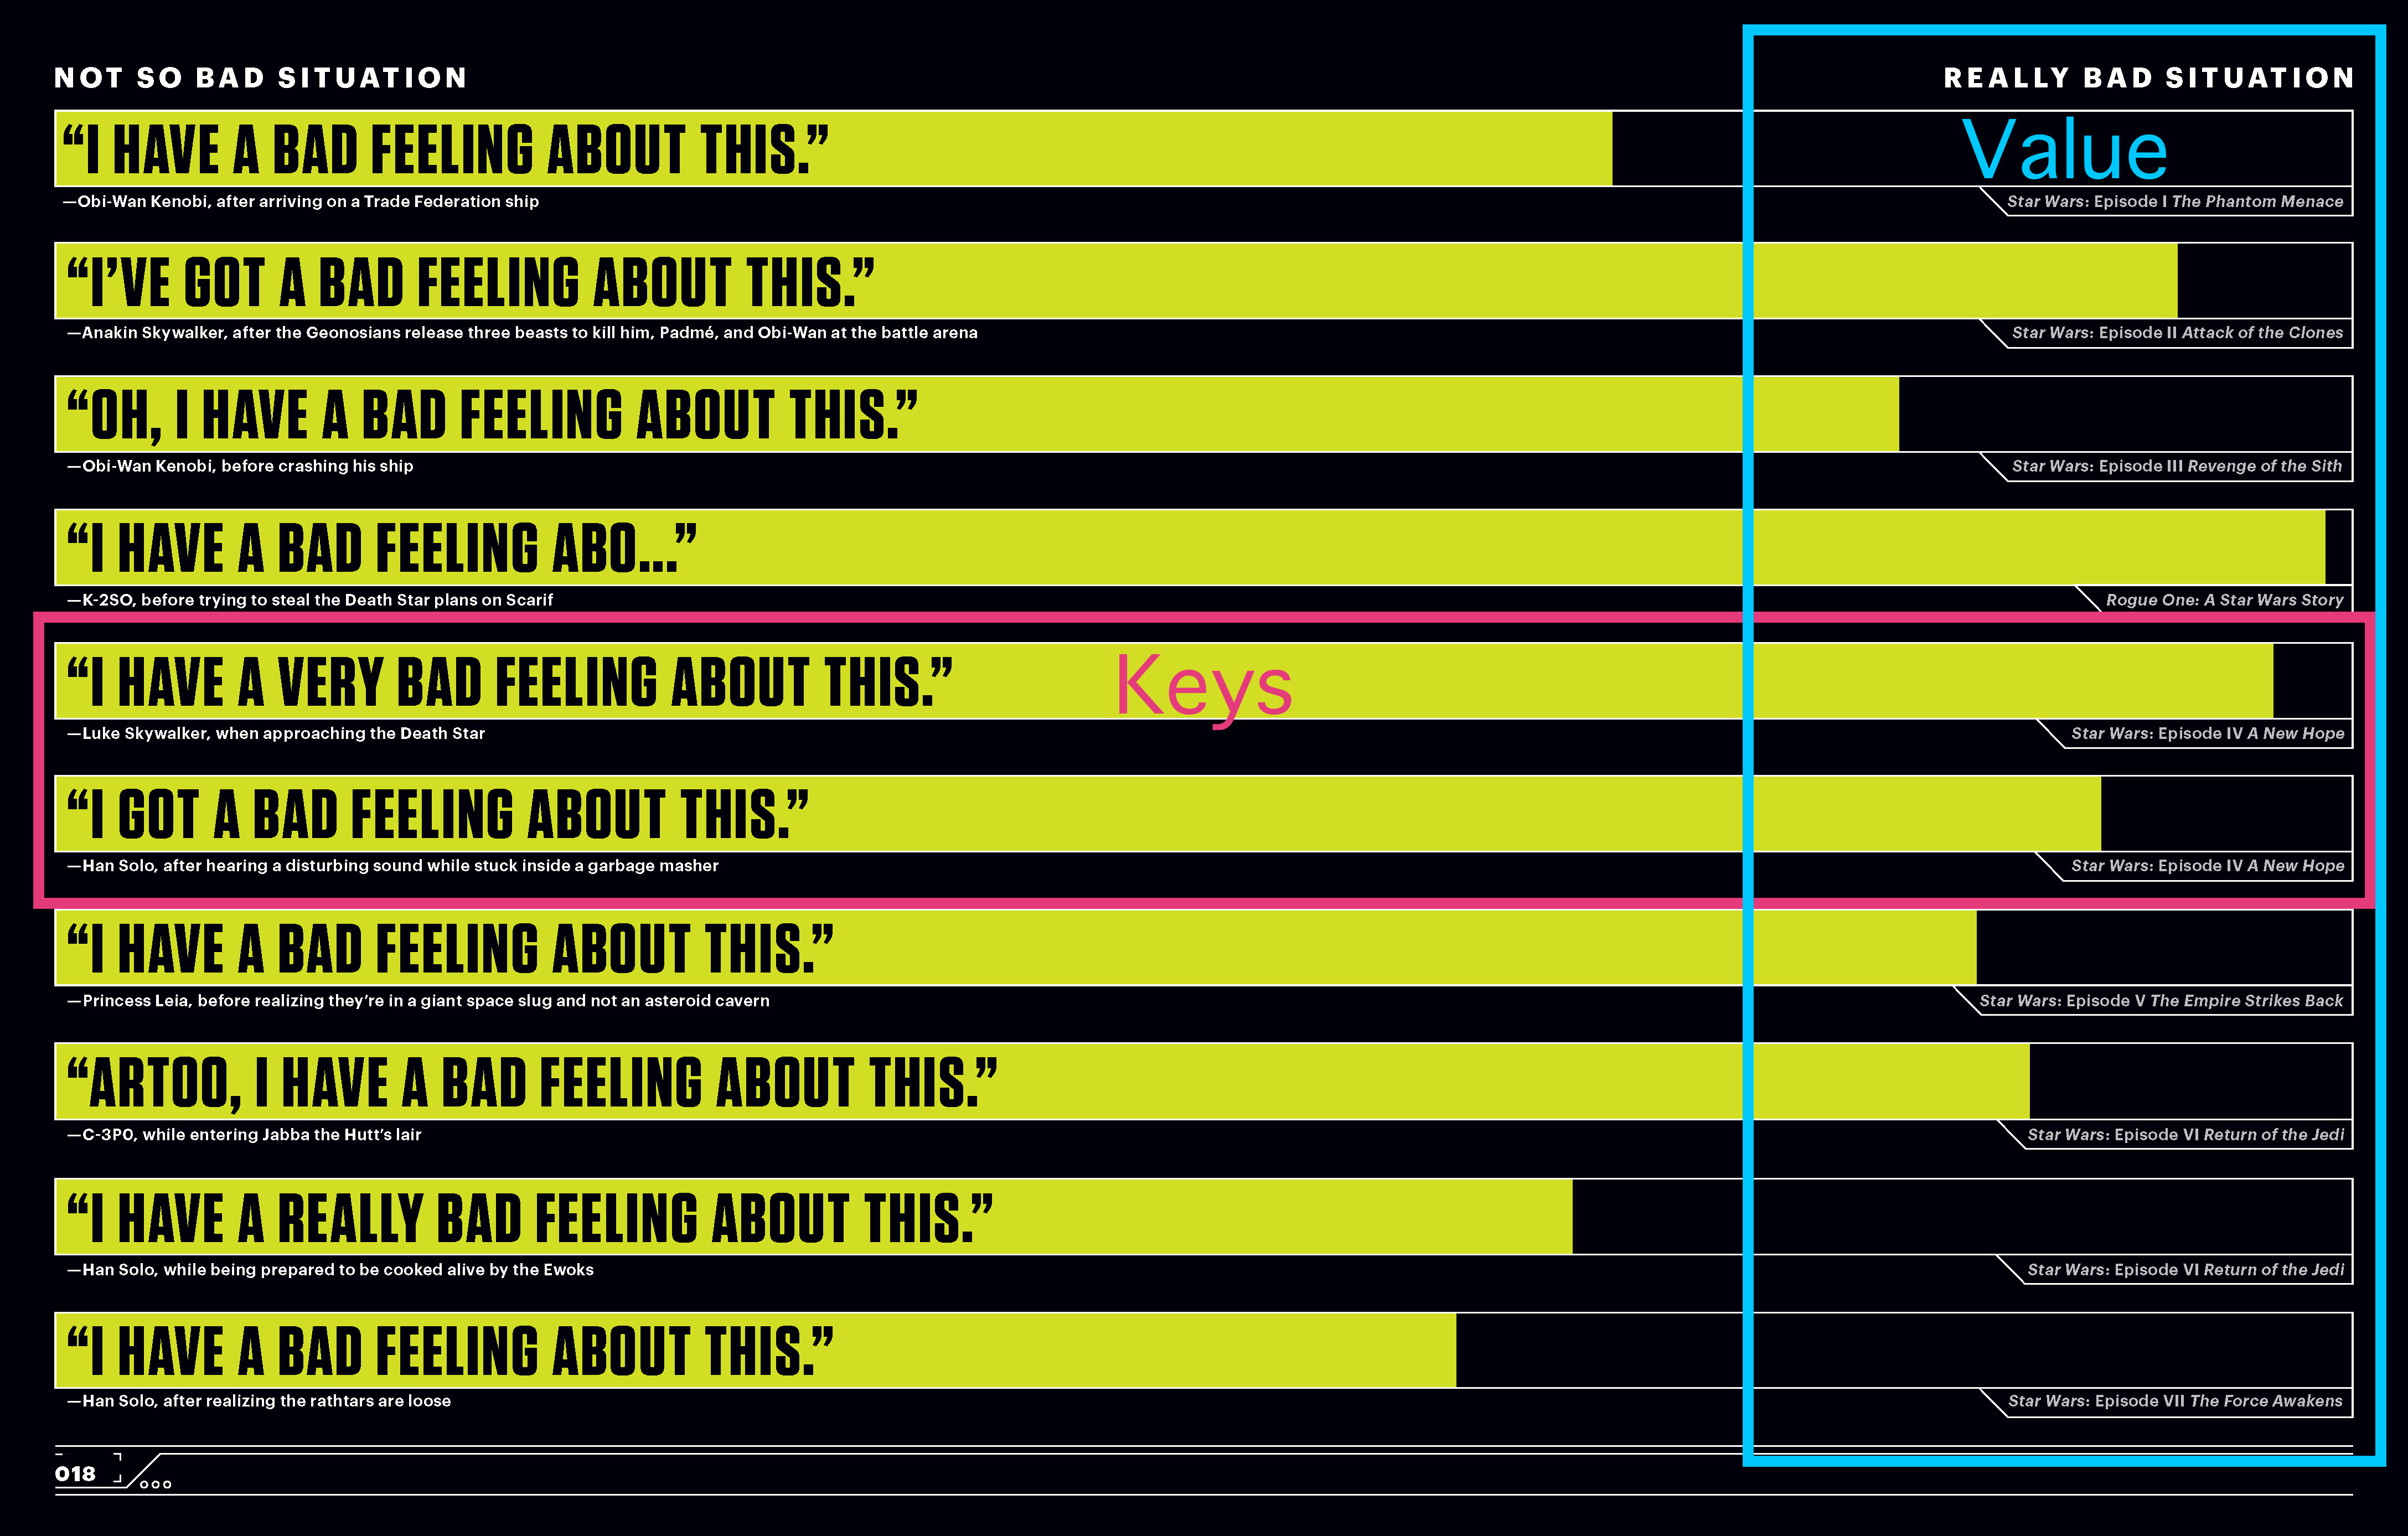 NOT SO BAD SITUATION
REALLY BAD SITUATION
“I HAVE A BAD FEELING ABOUT THIS.”
Value
—Obi-Wan Kenobi, after arriving on a Trade Federation ship
Star Wars: Episode I The Phantom Menace
“I’VE GOT A BAD FEELING ABOUT THIS.”
—Anakin Skywalker, after the Geonosians release three beasts to kill him, Padmé, and Obi-Wan at the battle arena
Star Wars: Episode II Attack of the Clones
“OH, I HAVE A BAD FEELING ABOUT THIS.”
—Obi-Wan Kenobi, before crashing his ship
Star Wars: Episode III Revenge of the Sith
“I HAVE A BAD FEELING ABO...”
—K-2SO, before trying to steal the Death Star plans on Scarif
Rogue One: A Star Wars Story
“I HAVE A VERY BAD FEELING ABOUT THIS.”
Keys
—Luke Skywalker, when approaching the Death Star
Star Wars: Episode IV A New Hope
“I GOT A BAD FEELING ABOUT THIS.”
—Han Solo, after hearing a disturbing sound while stuck inside a garbage masher
Star Wars: Episode IV A New Hope
“I HAVE A BAD FEELING ABOUT THIS.”
—Princess Leia, before realizing they’re in a giant space slug and not an asteroid cavern
Star Wars: Episode V The Empire Strikes Back
“ARTOO, I HAVE A BAD FEELING ABOUT THIS.”
—C-3PO, while entering Jabba the Hutt’s lair
Star Wars: Episode VI Return of the Jedi
“I HAVE A REALLY BAD FEELING ABOUT THIS.”
—Han Solo, while being prepared to be cooked alive by the Ewoks
Star Wars: Episode VI Return of the Jedi
“I HAVE A BAD FEELING ABOUT THIS.”
—Han Solo, after realizing the rathtars are loose
Star Wars: Episode VII The Force Awakens
018